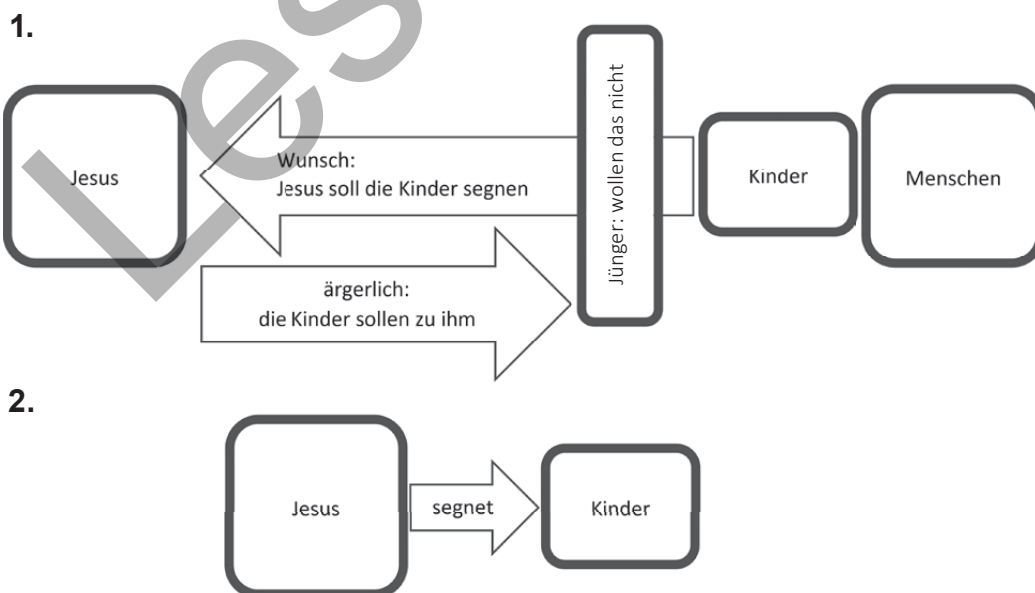 1.
Jesus
Wunsch:
Jesus soll die Kinder segnen
Jünger: wollen das nicht
Kinder
Menschen
ärgerlich:
die Kinder sollen zu ihm
2.
Jesus
segnet
Kinder
Les